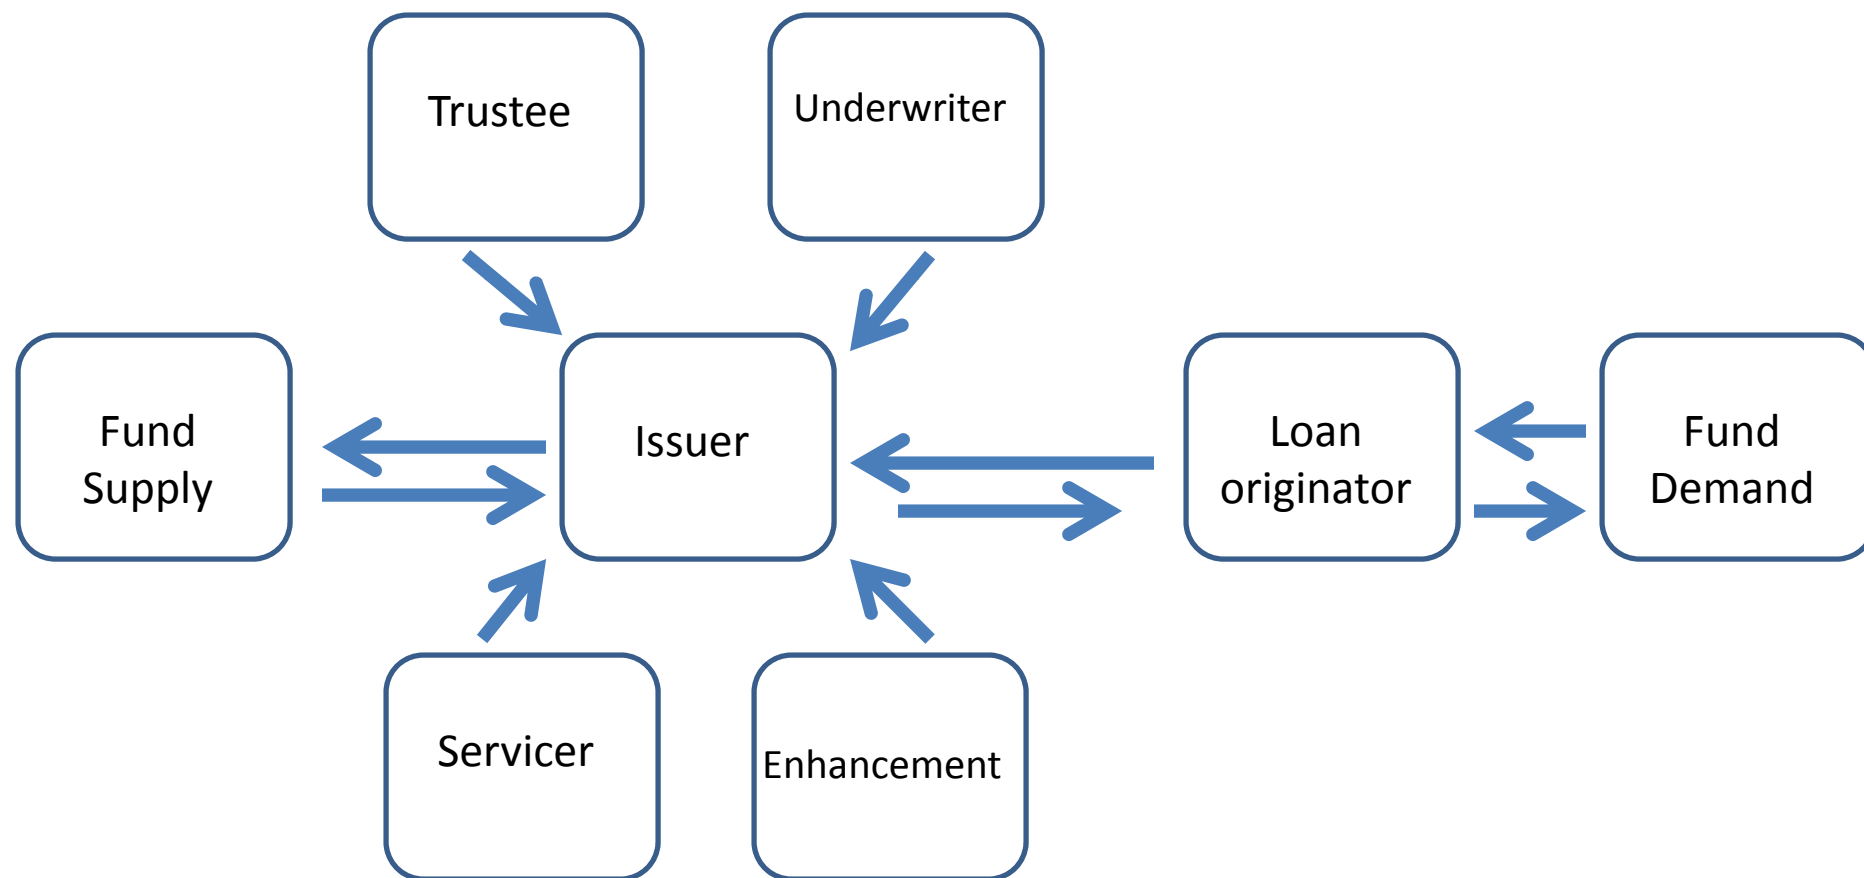 Trustee
Underwriter
Fund
Supply
Issuer
Loan
originator
Fund
Demand
Servicer
Enhancement